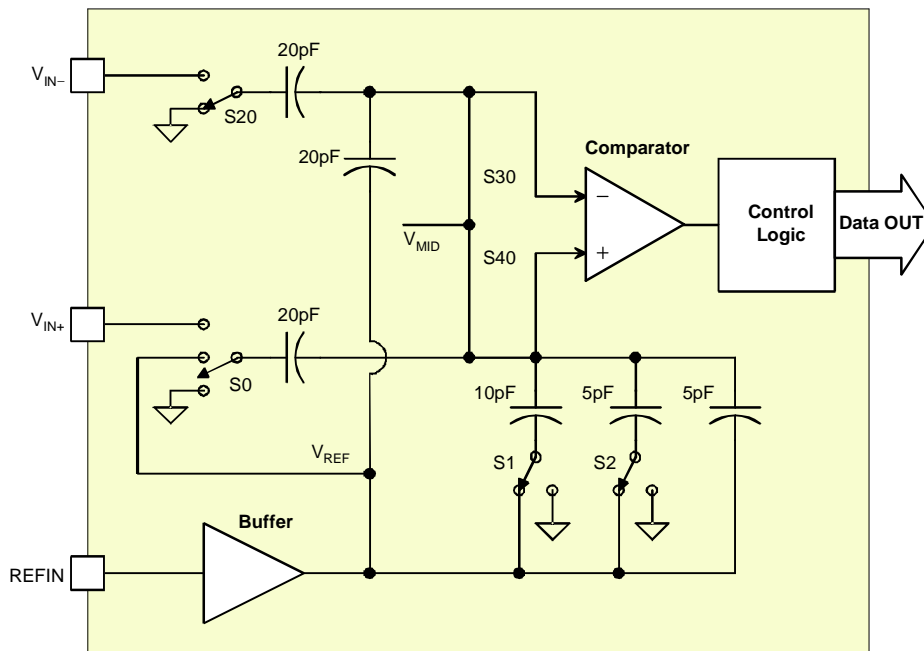 20pF
V_IN−
S20
20pF
Comparator
S30
−
Control
Logic
Data OUT
V_MID
S40
+
V_IN+
20pF
S0
10pF
5pF
5pF
V_REF
S1
S2
Buffer
REFIN